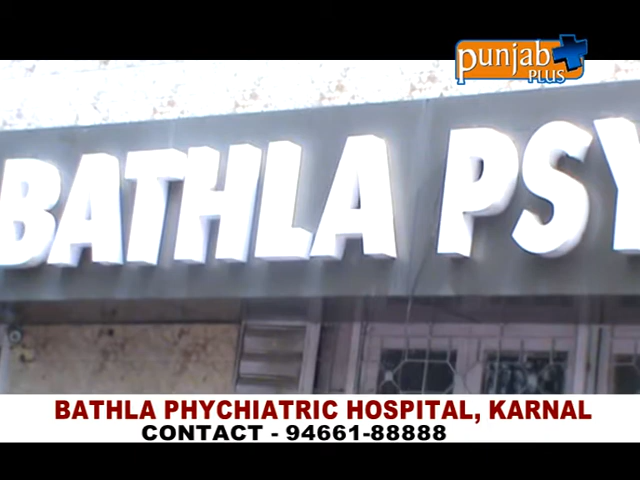 punjab
PLUS
BATHLA PSY
BATHLA PHYCHIATRIC HOSPITAL, KARNAL
CONTACT - 94661-88888